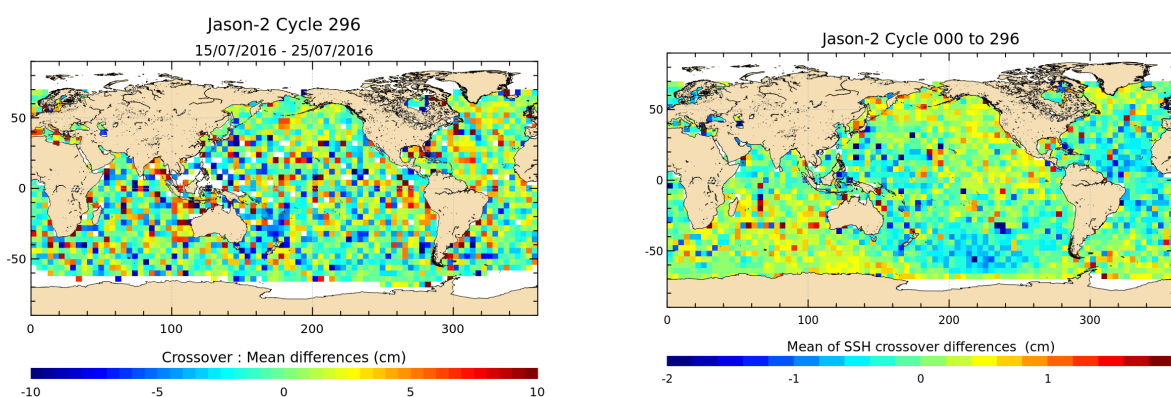 Jason-2 Cycle 296
15/07/2016 - 25/07/2016
50
0
-50
0 100 200 300
Crossover : Mean differences (cm)
-10 -5 0 5 10
Jason-2 Cycle 000 to 296
50
0
-50
0 100 200 300
Mean of SSH crossover differences (cm)
-2 -1 0 1